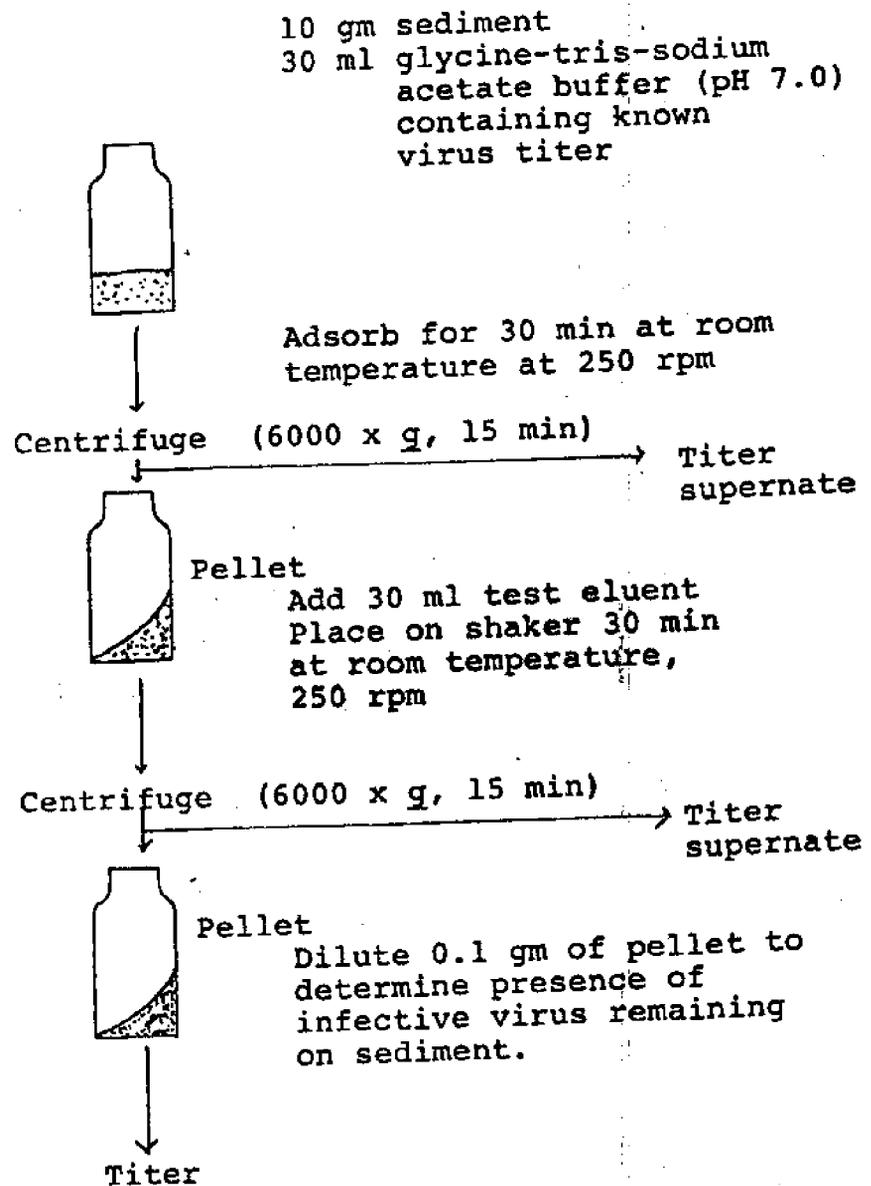 10 gm sediment
30 ml glycine-tris-sodium
acetate buffer (pH 7.0)
containing known
virus titer
Adsorb for 30 min at room
temperature at 250 rpm
Centrifuge (6000 x g, 15 min)
Titer
supernate
Pellet
Add 30 ml test eluent
Place on shaker 30 min
at room temperature,
250 rpm
Centrifuge (6000 x g, 15 min)
Titer
supernate
Pellet
Dilute 0.1 gm of pellet to
determine presence of
infective virus remaining
on sediment.
Titer